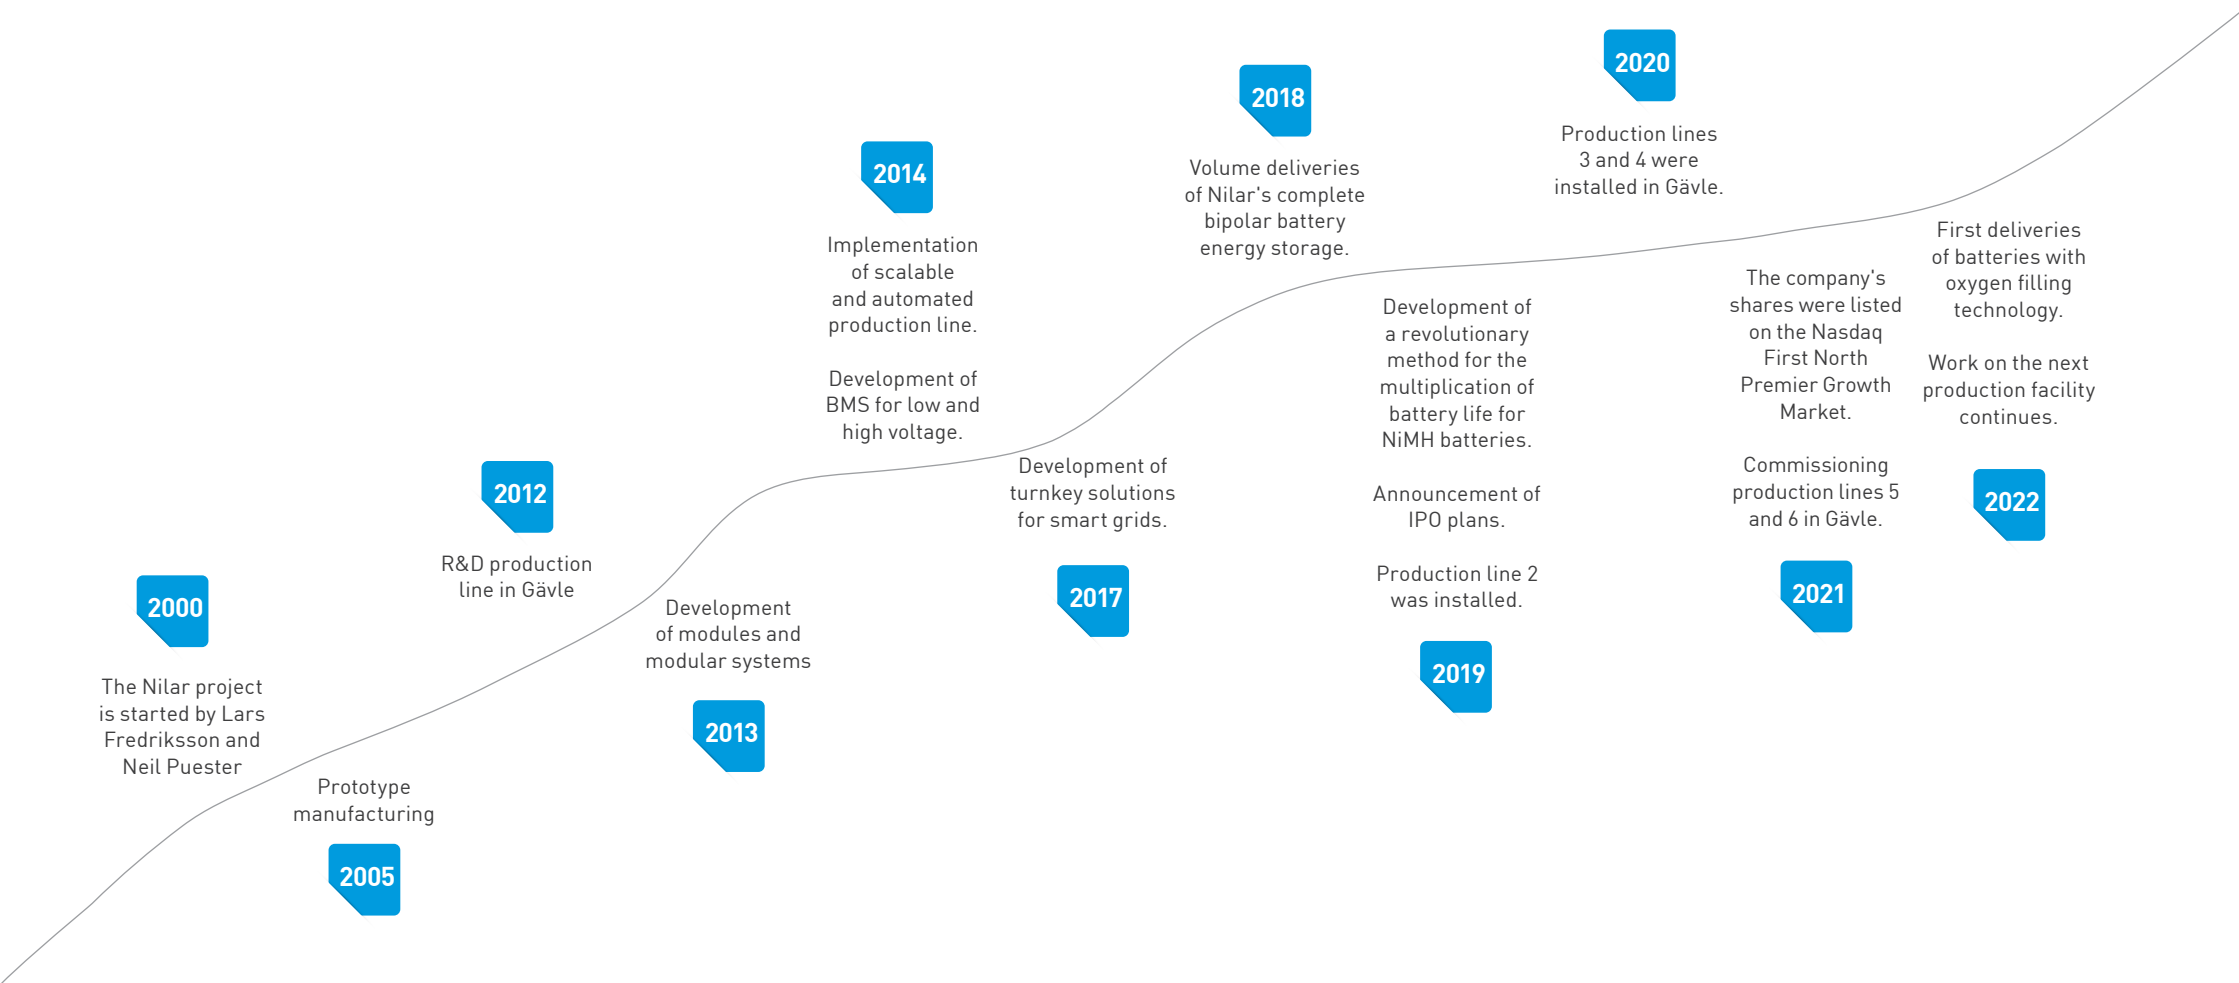 2000
The Nilar project
is started by Lars
Fredriksson and
Neil Puester
Prototype
manufacturing
2005
2012
R&D production
line in Gävle
Development
of modules and
modular systems
2013
2014
Implementation
of scalable
and automated
production line.
Development of
BMS for low and
high voltage.
Development of
turnkey solutions
for smart grids.
2017
2018
Volume deliveries
of Nilar's complete
bipolar battery
energy storage.
Development of
a revolutionary
method for the
multiplication of
battery life for
NiMH batteries.
Announcement of
IPO plans.
Production line 2
was installed.
2019
2020
Production lines
3 and 4 were
installed in Gävle.
The company's
shares were listed
on the Nasdaq
First North
Premier Growth
Market.
Commissioning
production lines 5
and 6 in Gävle.
2021
First deliveries
of batteries with
oxygen filling
technology.
Work on the next
production facility
continues.
2022